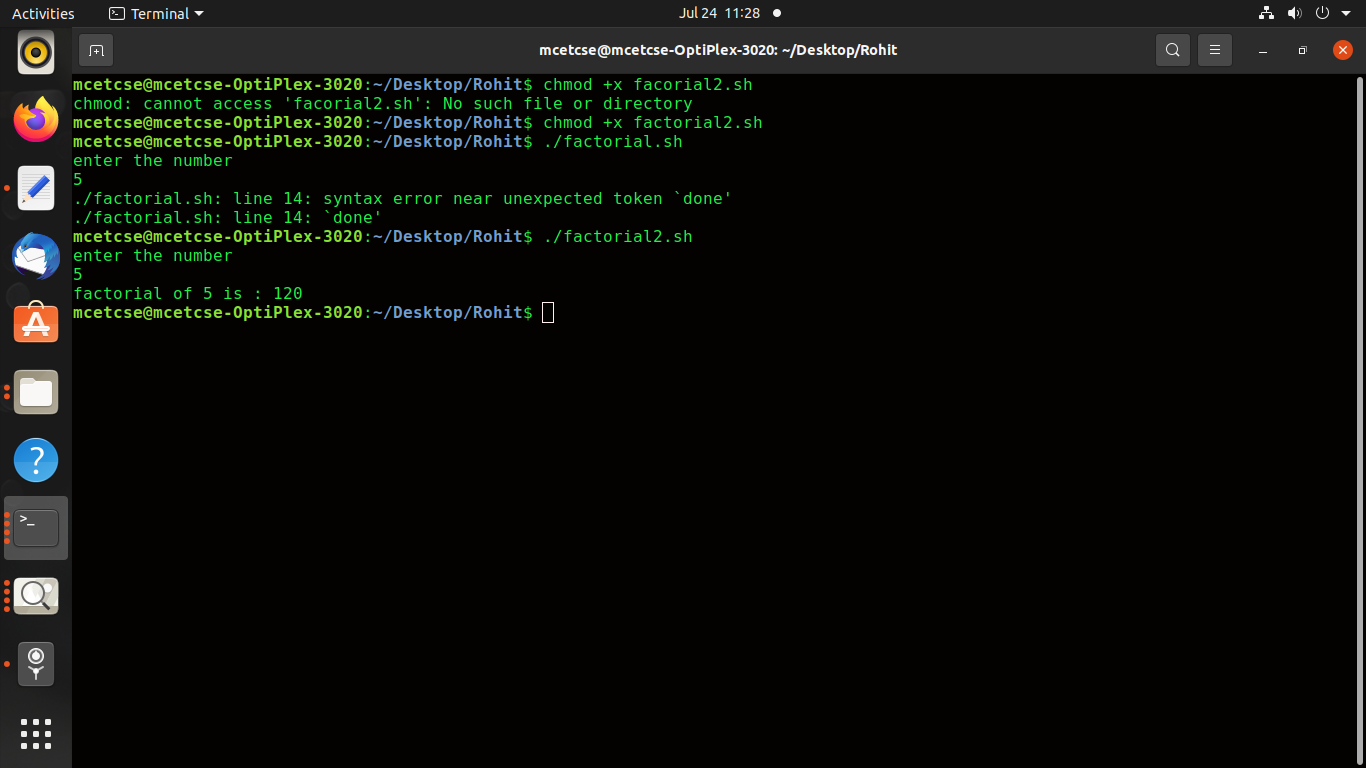 Activities
Terminal
Jul 24 11:28
mcetcse@mcetcse-OptiPlex-3020: ~/Desktop/Rohit
mcetcse@mcetcse-OptiPlex-3020:~/Desktop/Rohit$ chmod +x facorial2.sh
chmod: cannot access 'facorial2.sh': No such file or directory
mcetcse@mcetcse-OptiPlex-3020:~/Desktop/Rohit$ chmod +x factorial2.sh
mcetcse@mcetcse-OptiPlex-3020:~/Desktop/Rohit$ ./factorial.sh
enter the number
5
./factorial.sh: line 14: syntax error near unexpected token `done'
./factorial.sh: line 14: `done'
mcetcse@mcetcse-OptiPlex-3020:~/Desktop/Rohit$ ./factorial2.sh
enter the number
5
factorial of 5 is : 120
mcetcse@mcetcse-OptiPlex-3020:~/Desktop/Rohit$